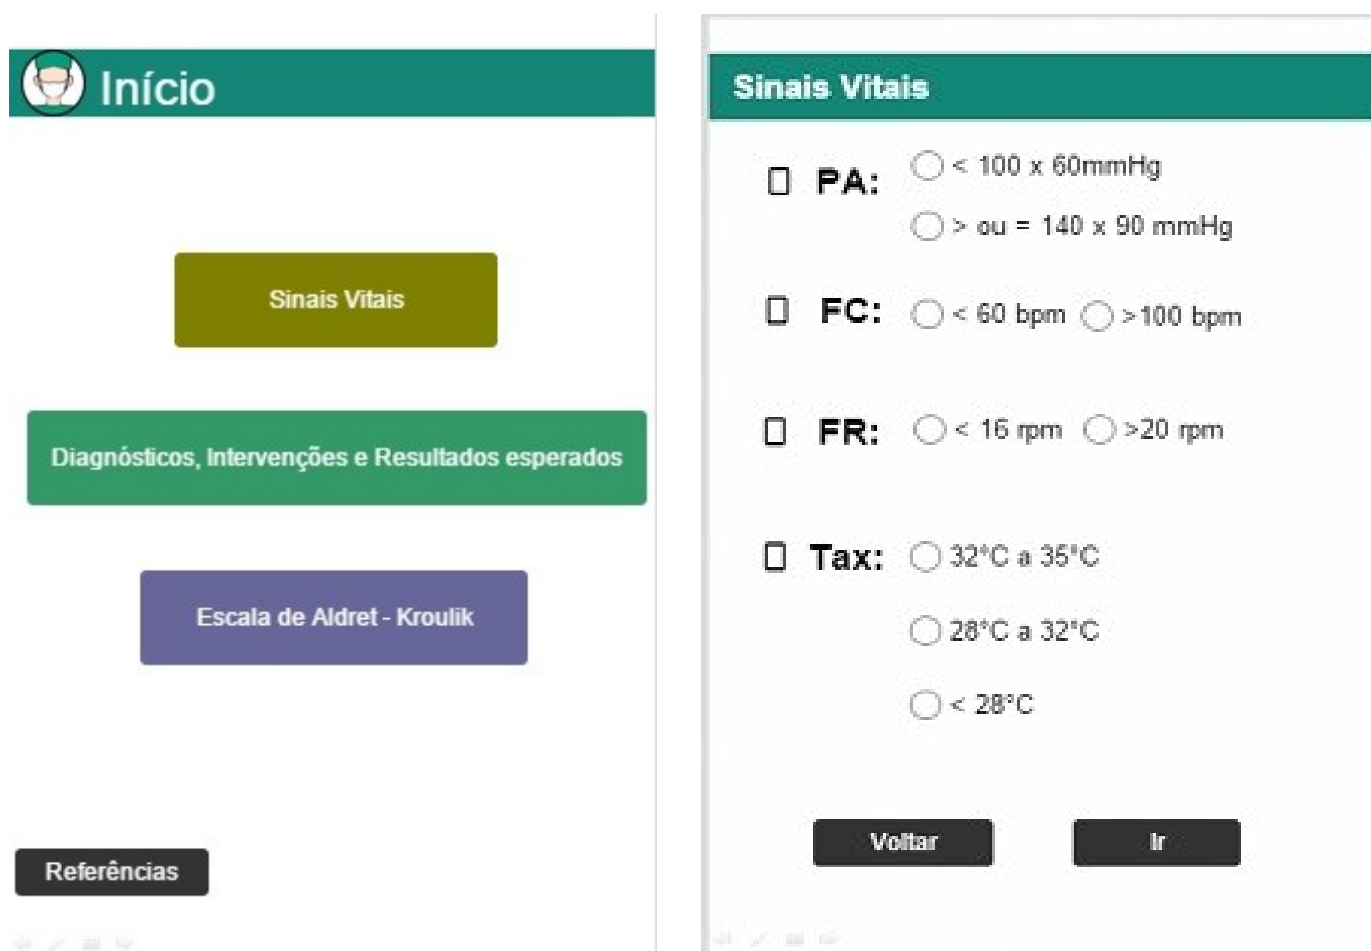 Início
Sinais Vitais
Diagnósticos, Intervenções e Resultados esperados
Escala de Aldret - Kroulik
Referências
Sinais Vitais
PA: < 100 x 60mmHg
> ou = 140 x 90 mmHg
FC: < 60 bpm >100 bpm
FR: < 16 rpm >20 rpm
Tax: 32°C a 35°C
28°C a 32°C
< 28°C
Voltar Ir